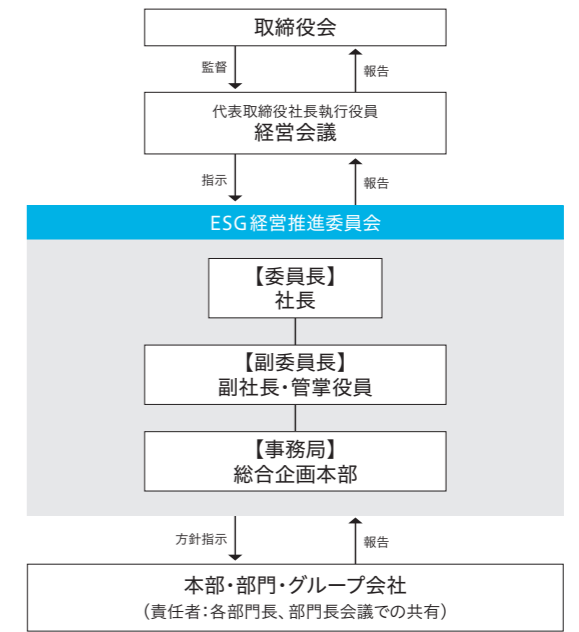 取締役会
監督
報告
代表取締役社長執行役員
経営会議
指示
報告
ESG経営推進委員会
【委員長】
社長
【副委員長】
副社長・管掌役員
【事務局】
総合企画本部
方針指示
報告
本部・部門・グループ会社
（責任者：各部門長、部門長会議での共有）